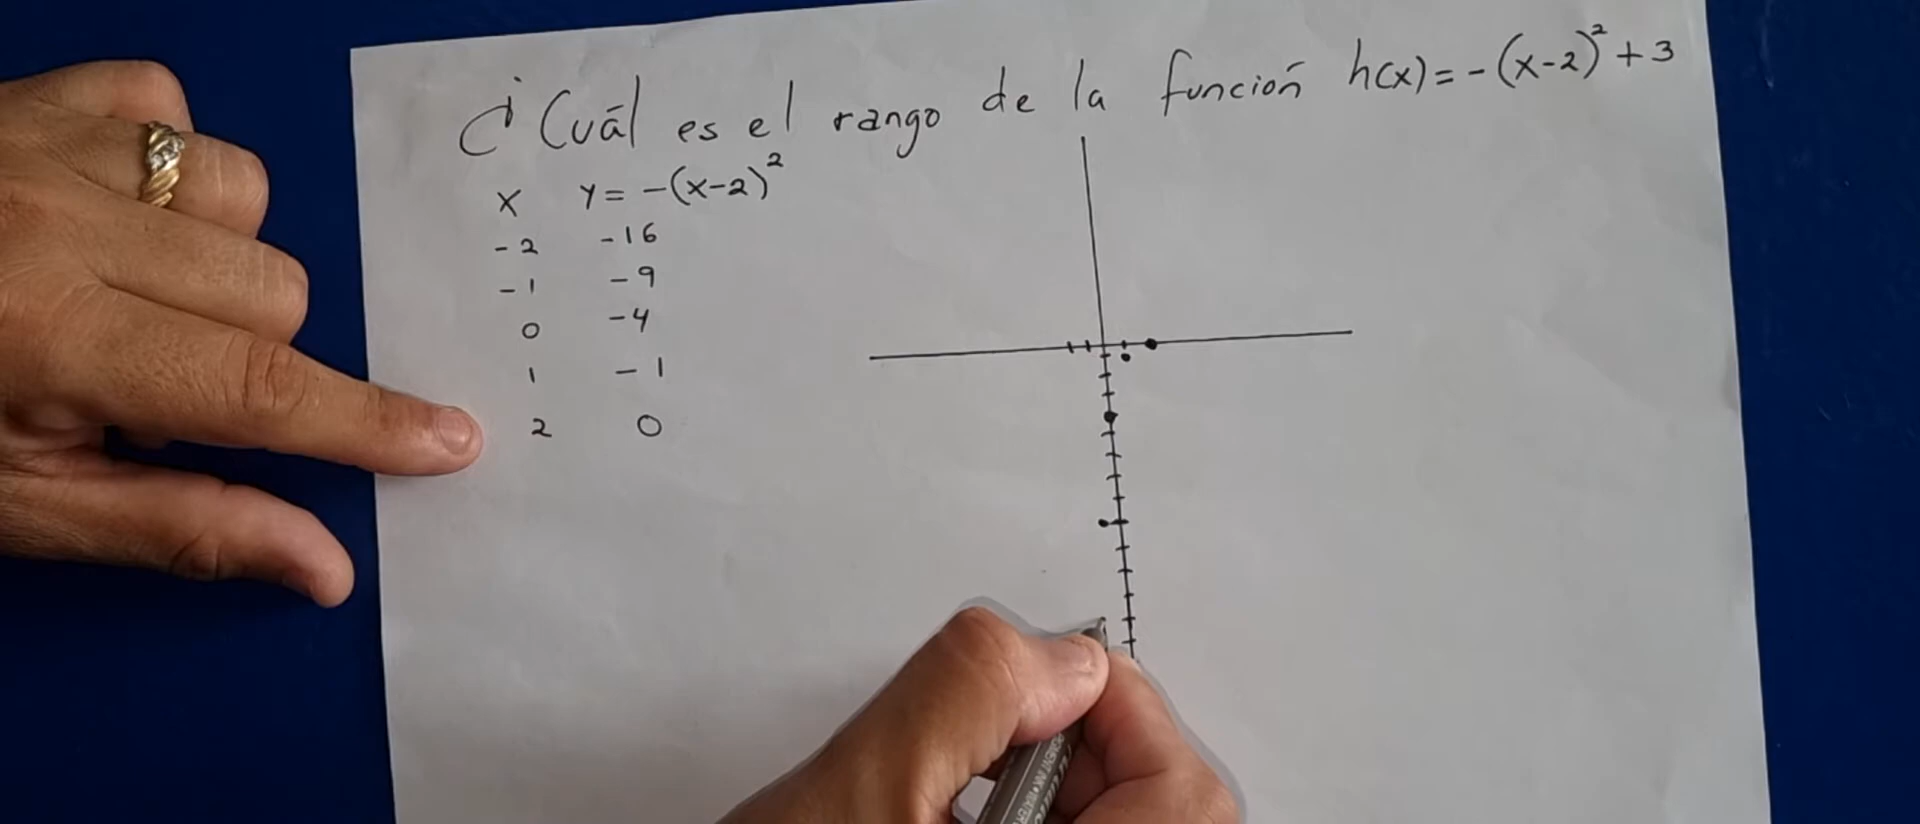 ¿Cuál es el rango de la función h(x) = -(x-2)² + 3
x y = -(x-2)²
-2 -16
-1 -9
0 -4
1 -1
2 0